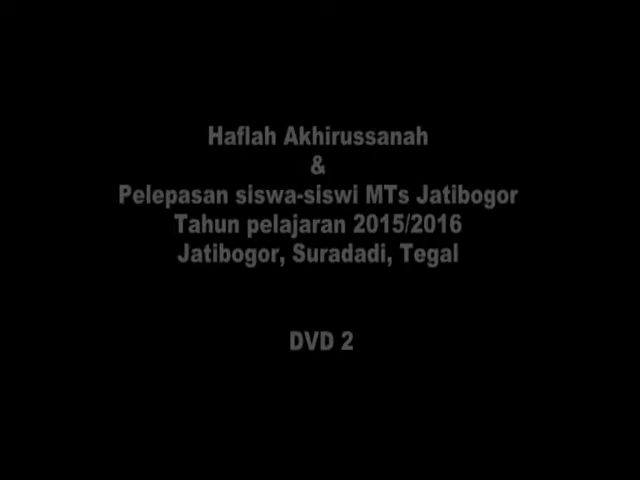 Haflah Akhirussanah
&
Pelepasan siswa-siswi MTs Jatibogor
Tahun pelajaran 2015/2016
Jatibogor, Suradadi, Tegal
DVD 2